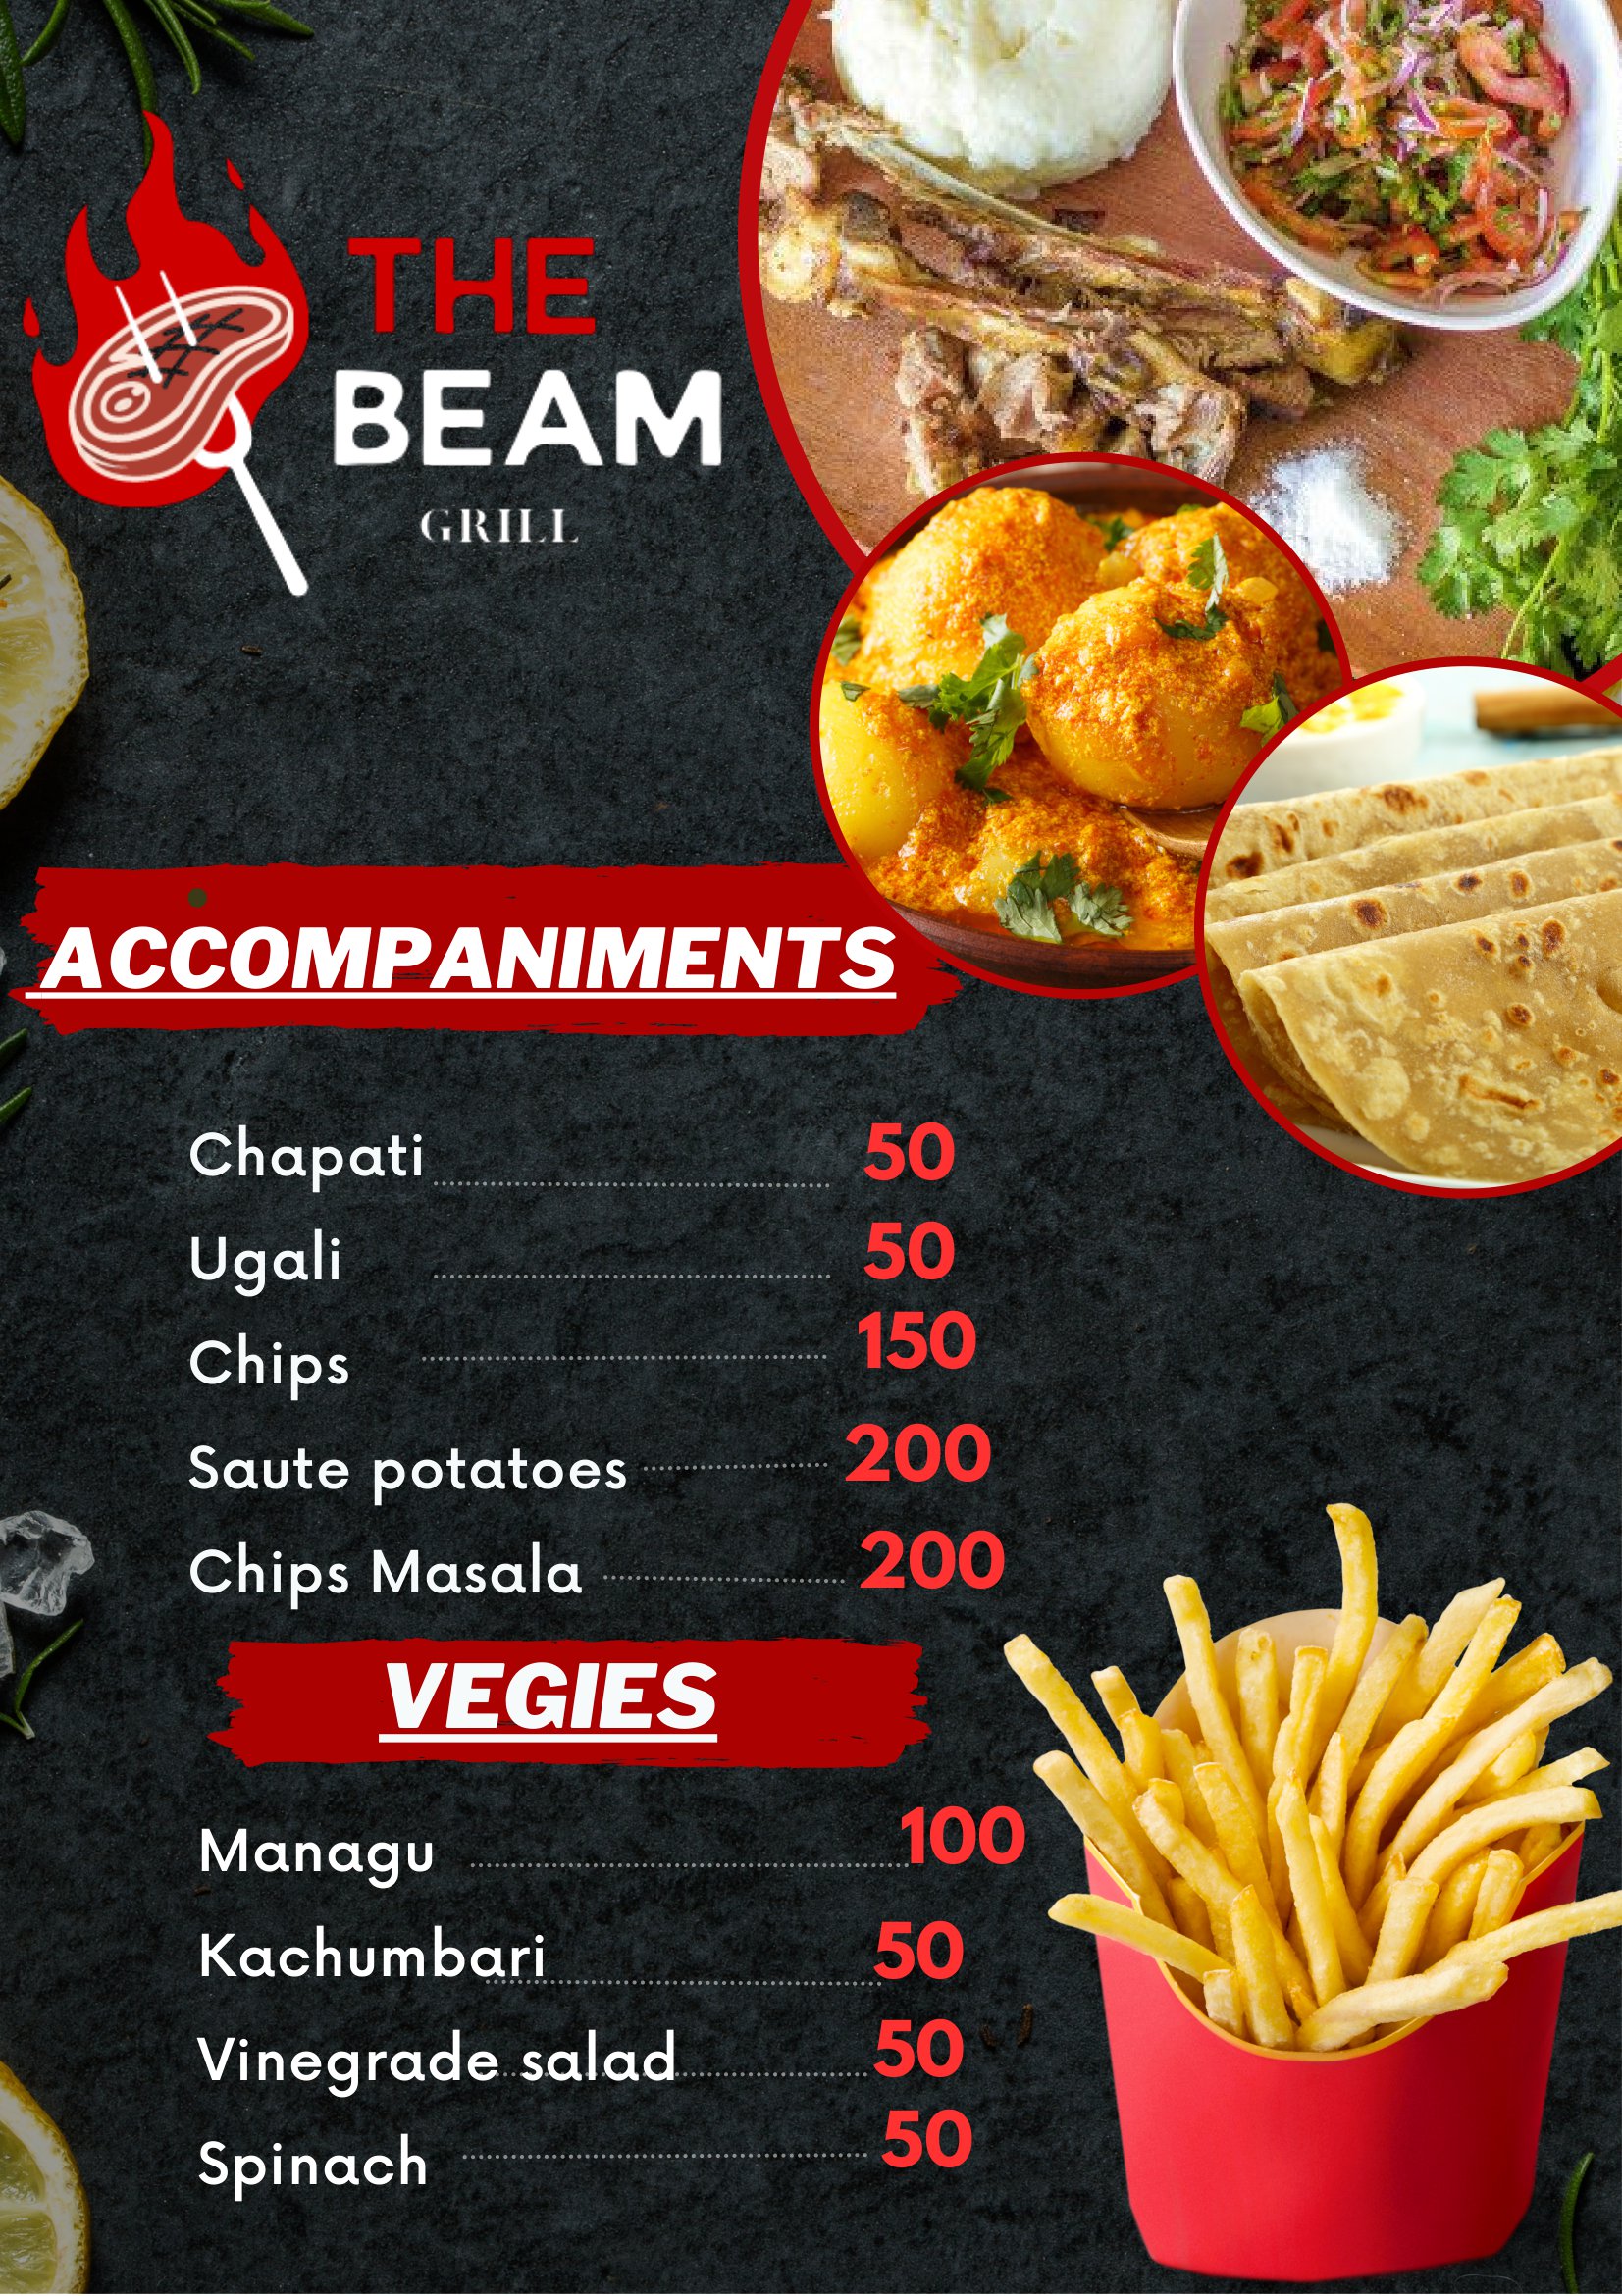 THE
BEAM
GRILL
ACCOMPANIMENTS
Chapati 50
Ugali 50
Chips 150
Saute potatoes 200
Chips Masala 200
VEGIES
Managu 100
Kachumbari 50
Vinegrade salad 50
Spinach 50